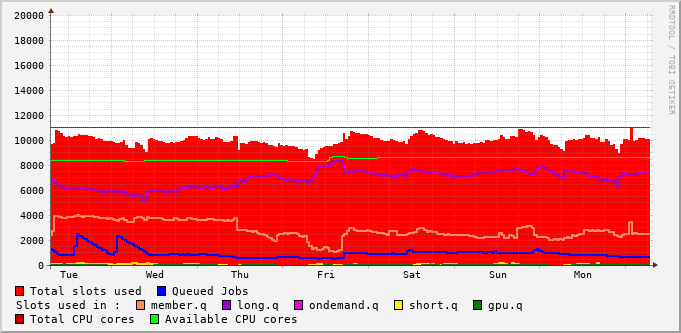 20000
18000
16000
14000
12000
10000
8000
6000
4000
2000
0
Tue Wed Thu Fri Sat Sun Mon
Total slots used Queued Jobs
Slots used in : member.q long.q ondemand.q short.q gpu.q
Total CPU cores Available CPU cores
RRDTOOL / TOBI OETIKER